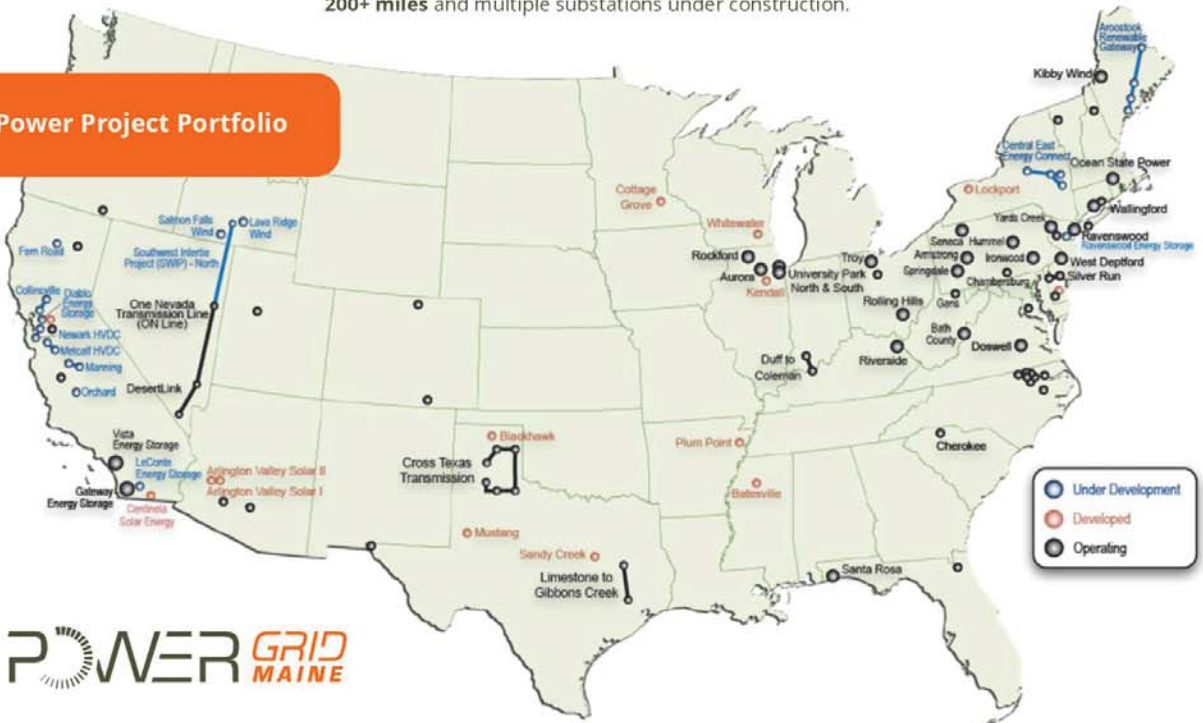 200+ miles and multiple substations under construction.
Power Project Portfolio
Aroostook
Renewable
Gateway
Kibby Wind
Central East
Energy Connect
Ocean State Power
Lockport
Wallingford
Yards Creek
Ravenswood
Ravenswood Energy Storage
Seneca
Hummel
Armstrong
Ironwood
West Deptford
Springdale
Chambersburg
Silver Run
Gans
Cottage
Grove
Whitewater
Rockford
Aurora
Kendall
University Park
North & South
Troy
Rolling Hills
Bath
County
Doswell
Riverside
Duff to
Coleman
Salmon Falls
Wind
Lava Ridge
Wind
Southwest Intertie
Project (SWIP) - North
Fern Road
Collinsville
Diablo
Energy
Storage
One Nevada
Transmission Line
(ON Line)
Newark HVDC
Metcalf HVDC
Manning
Orchard
DesertLink
Vista
Energy Storage
LeConte
Energy Storage
Gateway
Energy Storage
Centinela
Solar Energy
Arlington Valley Solar II
Arlington Valley Solar I
Blackhawk
Cross Texas
Transmission
Mustang
Sandy Creek
Limestone to
Gibbons Creek
Plum Point
Batesville
Cherokee
Santa Rosa
Under Development
Developed
Operating
POWER GRID
MAINE